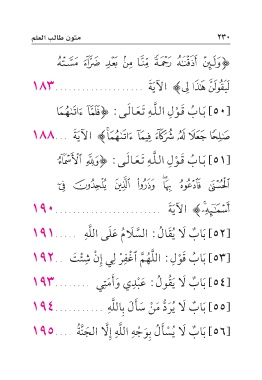 ٢٣٠ متون طالب العلم
﴿وَلَئِنْ أَذَقْنَٰهُ رَحْمَةً مِّنَّا مِنۢ بَعْدِ ضَرَّآءَ مَسَّتْهُ
لَيَقُولَنَّ هَٰذَا لِى﴾ الآيَةَ ............ ١٨٣
[٥٠] بَابُ قَوْلِ اللَّهِ تَعَالَى: ﴿فَلَمَّآ ءَاتَىٰهُمَا
صَٰلِحًا جَعَلَا لَهُۥ شُرَكَآءَ فِيمَآ ءَاتَىٰهُمَا﴾ الآيَةَ ... ١٨٨
[٥١] بَابُ قَوْلِ اللَّهِ تَعَالَى: ﴿وَلِلَّهِ ٱلْأَسْمَآءُ
ٱلْحُسْنَىٰ فَٱدْعُوهُ بِهَا ۖ وَذَرُوا۟ ٱلَّذِينَ يُلْحِدُونَ فِىٓ
أَسْمَٰٓئِهِۦ﴾ الآيَةَ ............ ١٩٠
[٥٢] بَابٌ لَا يُقَالُ: السَّلَامُ عَلَى اللَّهِ ...... ١٩١
[٥٣] بَابُ قَوْلِ: اللَّهُمَّ اغْفِرْ لِي إِنْ شِئْتَ ... ١٩٢
[٥٤] بَابٌ لَا يَقُولُ: عَبْدِي وَأَمَتِي ...... ١٩٣
[٥٥] بَابٌ لَا يُرَدُّ مَنْ سَأَلَ بِاللَّهِ ......... ١٩٤
[٥٦] بَابٌ لَا يُسْأَلُ بِوَجْهِ اللَّهِ إِلَّا الجَنَّةُ .... ١٩٥